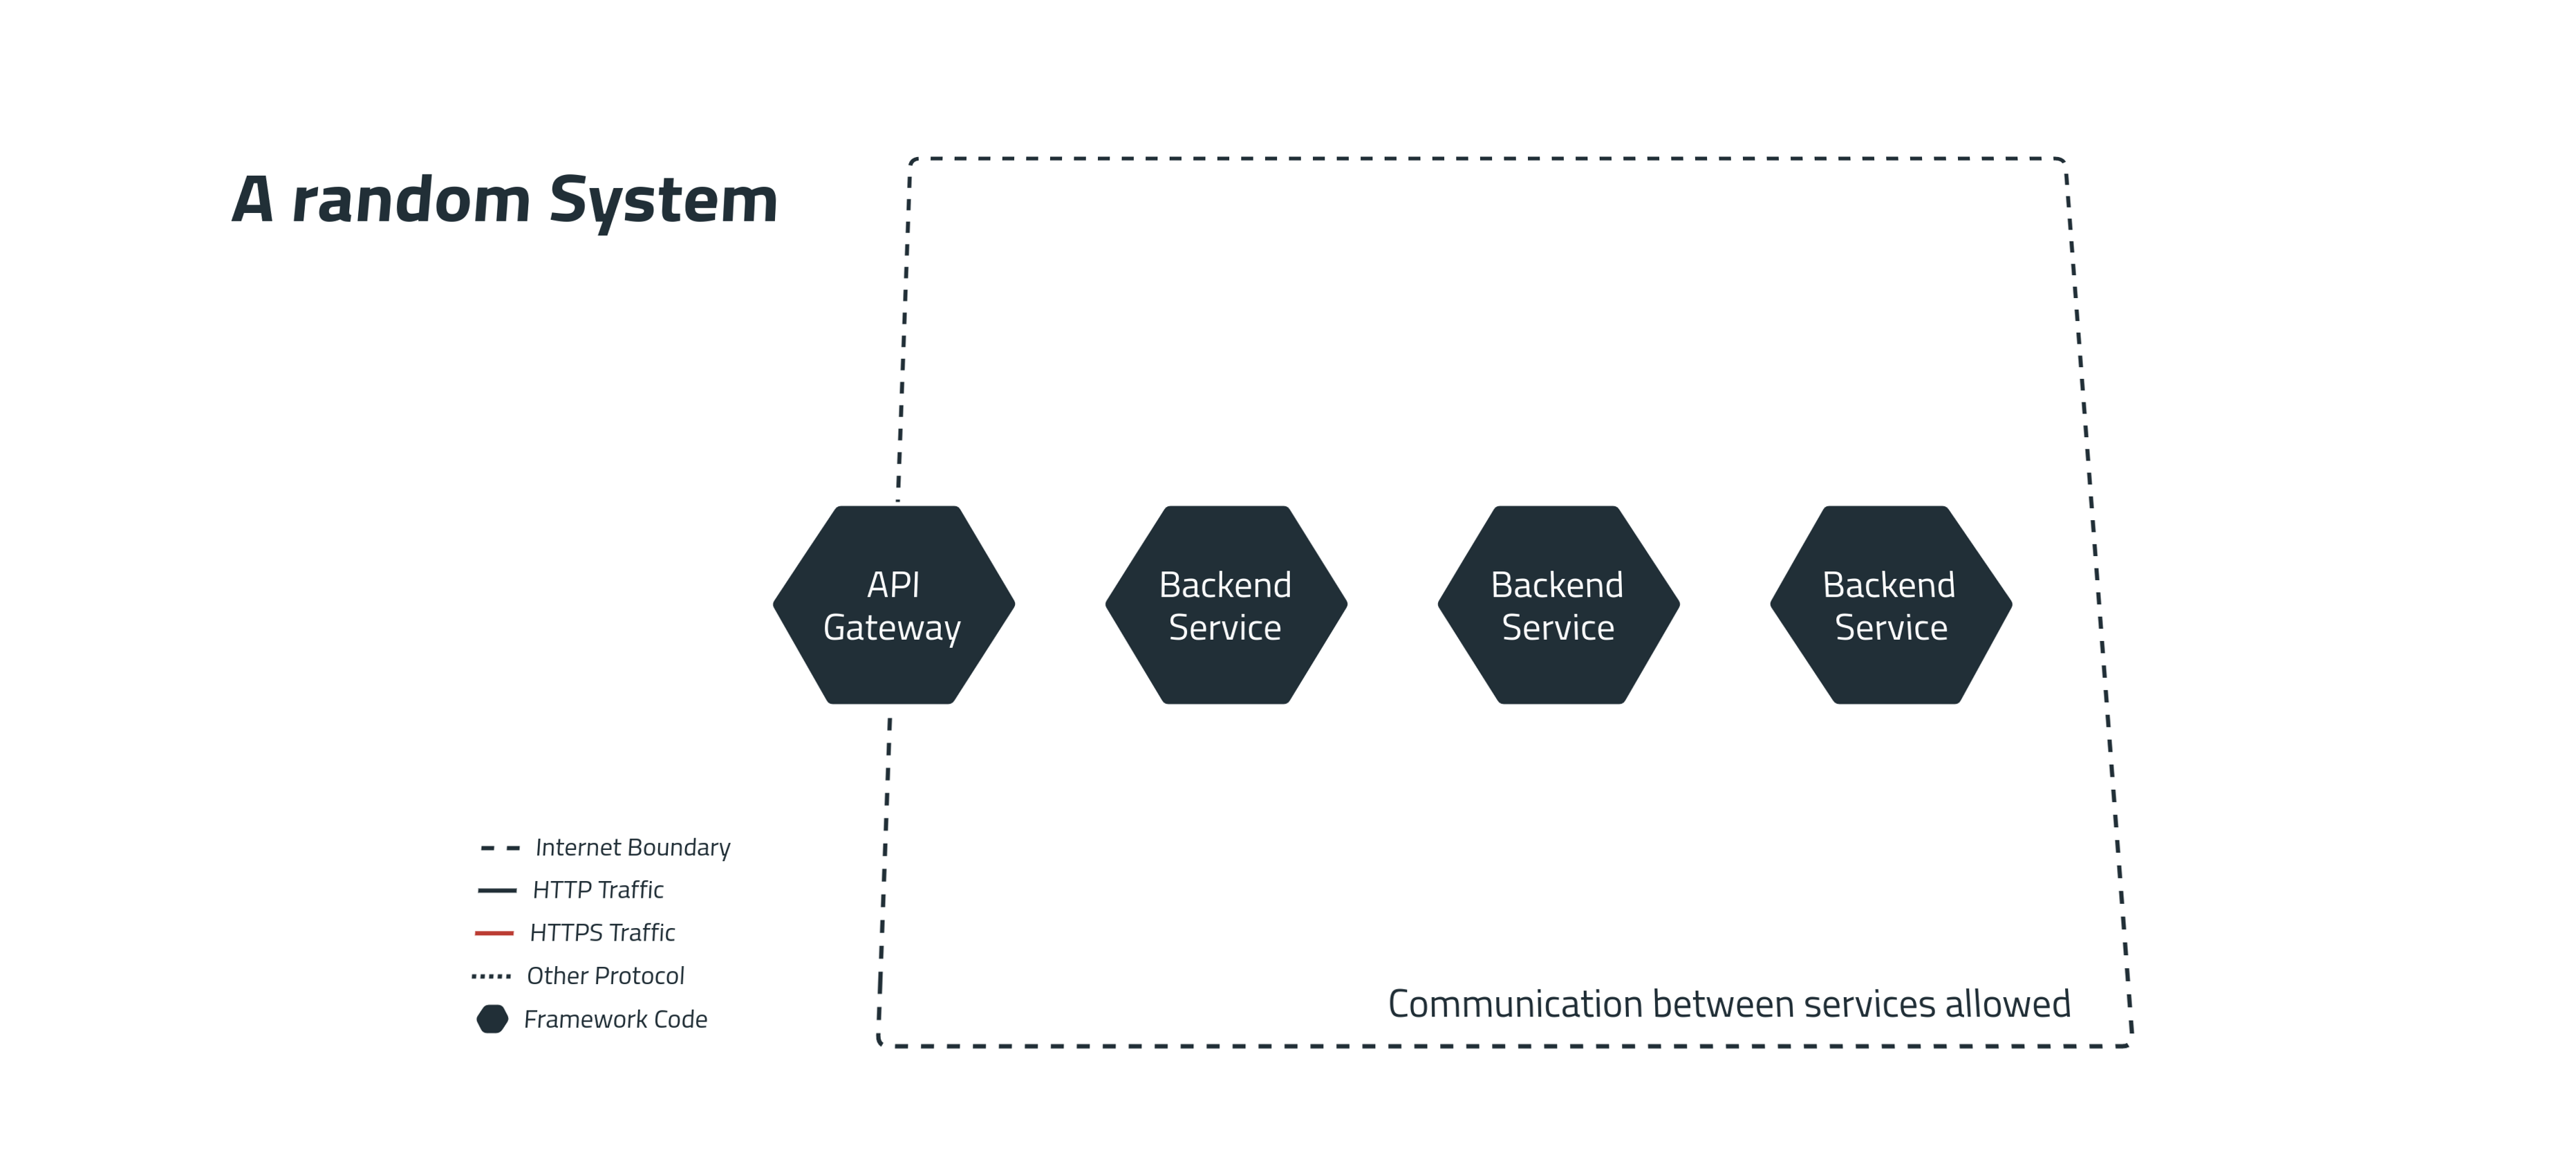 A random System
API
Gateway
Backend
Service
Backend
Service
Backend
Service
Internet Boundary
HTTP Traffic
HTTPS Traffic
Other Protocol
Framework Code
Communication between services allowed